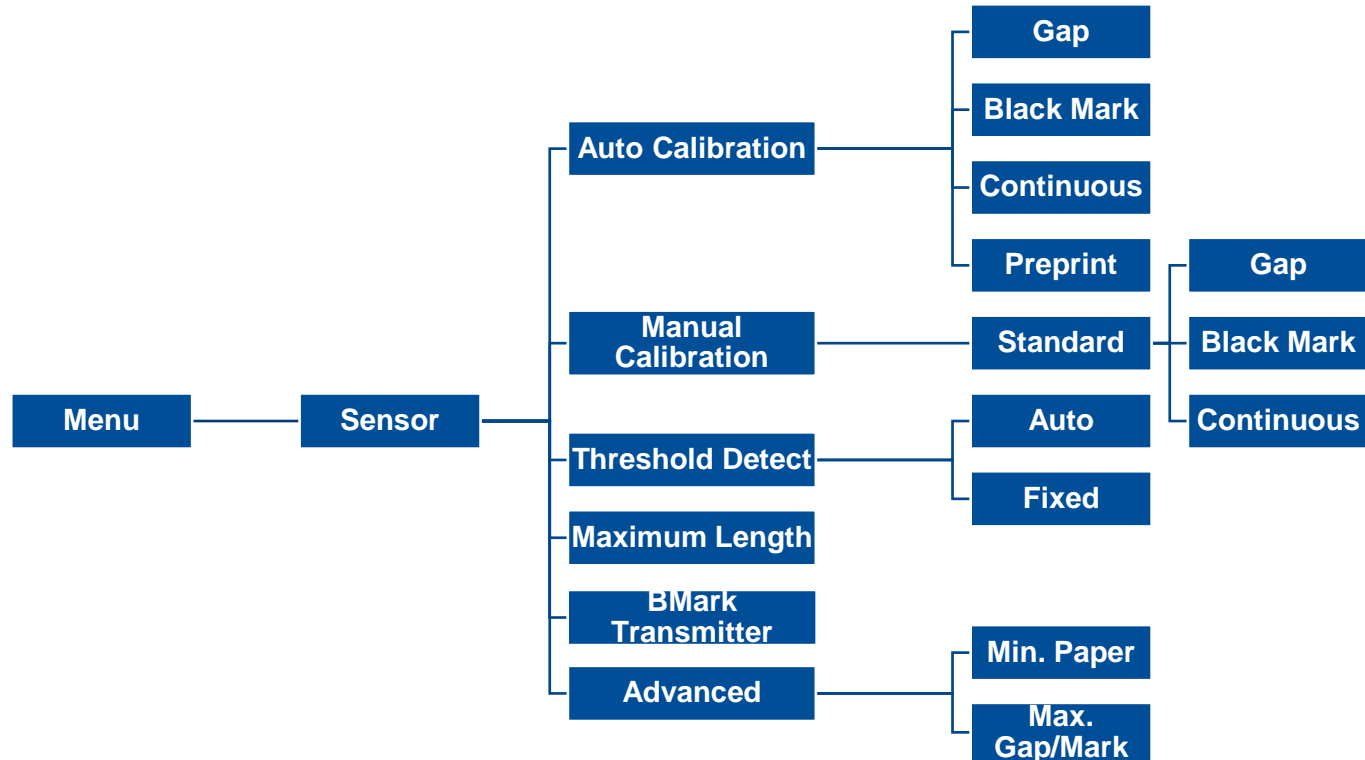 Gap
Black Mark
Auto Calibration
Continuous
Preprint
Gap
Manual
Calibration
Standard
Black Mark
Menu
Sensor
Auto
Continuous
Threshold Detect
Fixed
Maximum Length
BMark
Transmitter
Min. Paper
Advanced
Max.
Gap/Mark